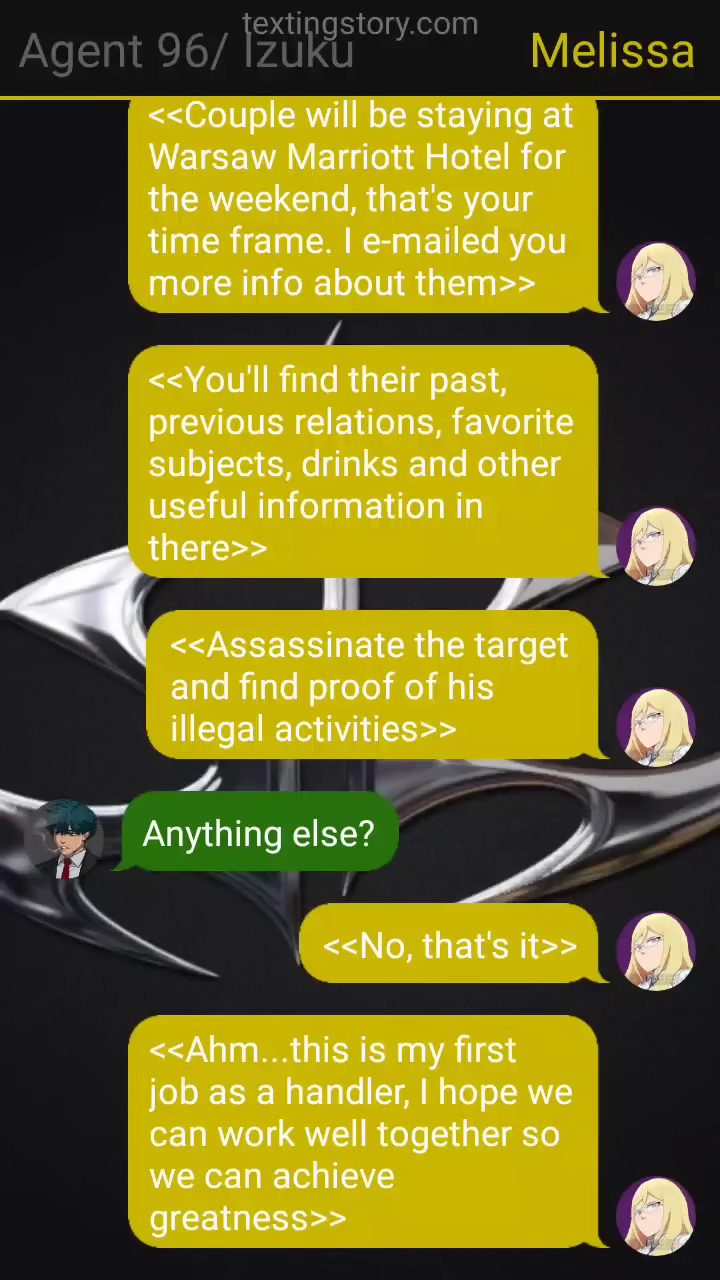 textingstory.com
Agent 96/ Izuku
Melissa
<<Couple will be staying at
Warsaw Marriott Hotel for
the weekend, that's your
time frame. I e-mailed you
more info about them>>
<<You'll find their past,
previous relations, favorite
subjects, drinks and other
useful information in
there>>
<<Assassinate the target
and find proof of his
illegal activities>>
Anything else?
<<No, that's it>>
<<Ahm...this is my first
job as a handler, I hope we
can work well together so
we can achieve
greatness>>